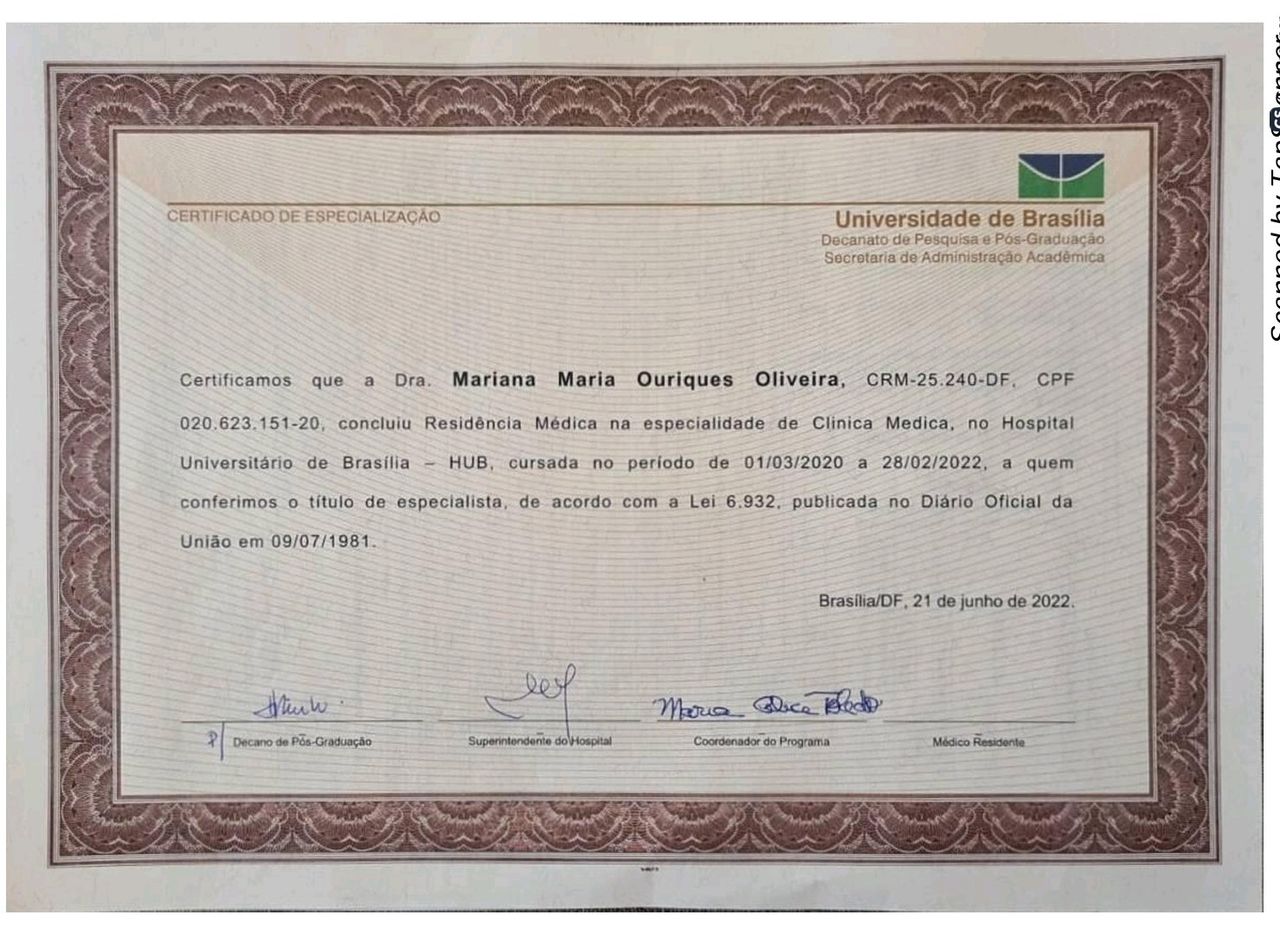 CERTIFICADO DE ESPECIALIZAÇÃO
Universidade de Brasília
Decanato de Pesquisa e Pós-Graduação
Secretaria de Administração Acadêmica
Certificamos que a Dra. Mariana Maria Ouriques Oliveira, CRM-25.240-DF, CPF
020.623.151-20, concluiu Residência Médica na especialidade de Clinica Medica, no Hospital
Universitário de Brasília – HUB, cursada no período de 01/03/2020 a 28/02/2022, a quem
conferimos o título de especialista, de acordo com a Lei 6.932, publicada no Diário Oficial da
União em 09/07/1981.
Brasília/DF, 21 de junho de 2022.
Maria
Decano de Pós-Graduação
Superintendente do Hospital
Coordenador do Programa
Médico Residente
Scanned by